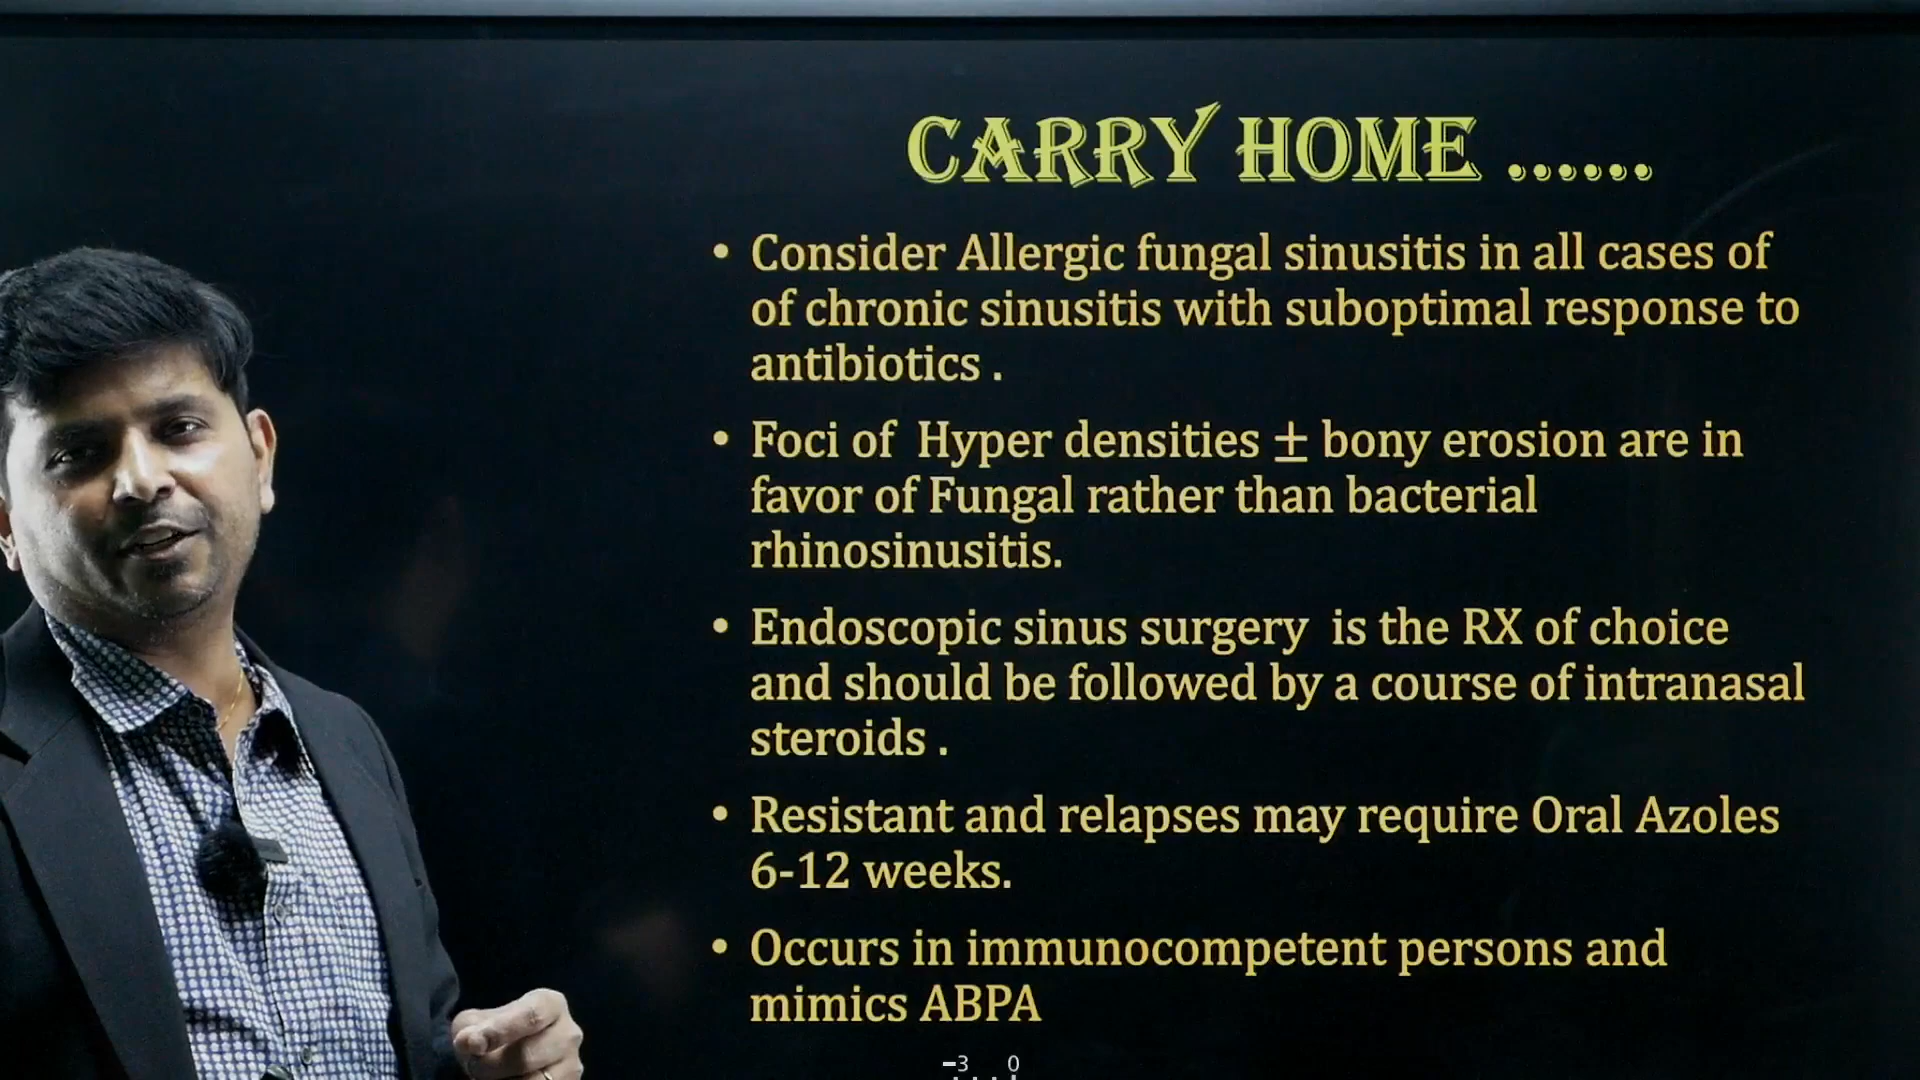 CARRY HOME ......
• Consider Allergic fungal sinusitis in all cases of
of chronic sinusitis with suboptimal response to
antibiotics .
• Foci of Hyper densities ± bony erosion are in
favor of Fungal rather than bacterial
rhinosinusitis.
• Endoscopic sinus surgery is the RX of choice
and should be followed by a course of intranasal
steroids .
• Resistant and relapses may require Oral Azoles
6-12 weeks.
• Occurs in immunocompetent persons and
mimics ABPA
-3 0